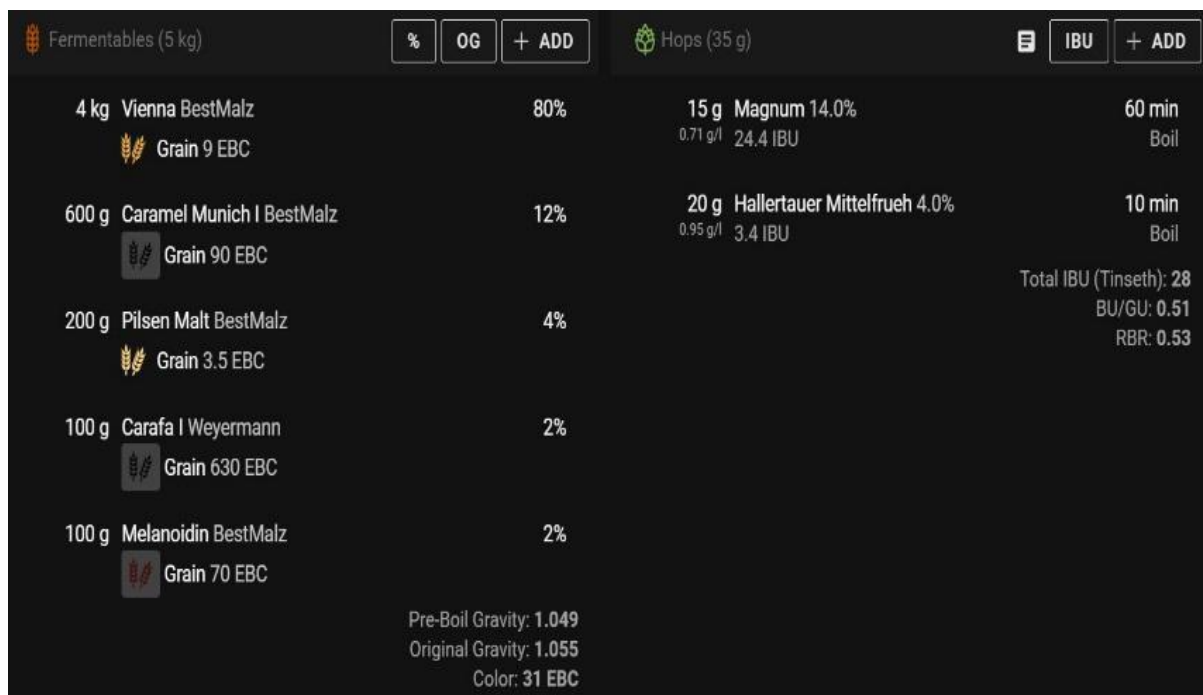 Fermentables (5 kg)
%
OG
+ ADD
4 kg Vienna BestMalz 80%
Grain 9 EBC
600 g Caramel Munich I BestMalz 12%
Grain 90 EBC
200 g Pilsen Malt BestMalz 4%
Grain 3.5 EBC
100 g Carafa I Weyermann 2%
Grain 630 EBC
100 g Melanoidin BestMalz 2%
Grain 70 EBC
Pre-Boil Gravity: 1.049
Original Gravity: 1.055
Color: 31 EBC
Hops (35 g)
IBU
+ ADD
15 g Magnum 14.0% 60 min
0.71 g/l 24.4 IBU Boil
20 g Hallertauer Mittelfrueh 4.0% 10 min
0.95 g/l 3.4 IBU Boil
Total IBU (Tinseth): 28
BU/GU: 0.51
RBR: 0.53